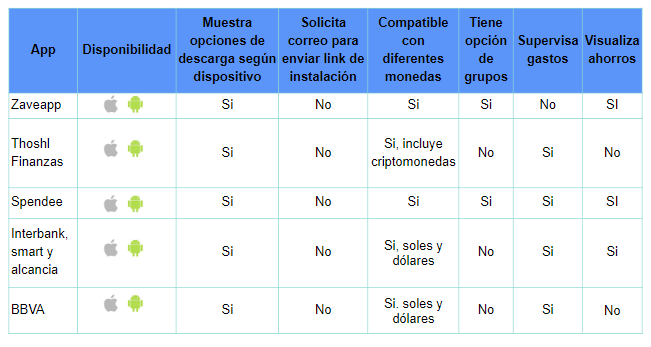 App
Disponibilidad
Muestra
opciones de
descarga según
dispositivo
Solicita
correo para
enviar link de
instalación
Compatible
con
diferentes
monedas
Tiene
opción
de
grupos
Supervisa
gastos
Visualiza
ahorros
Zaveapp
Si
No
Si
Si
No
SI
Thoshl
Finanzas
Si
No
Si, incluye
criptomonedas
No
Si
No
Spendee
Si
No
Si
Si
Si
SI
Interbank,
smart y
alcancia
Si
No
Si, soles y
dólares
No
Si
Si
BBVA
Si
No
Si. soles y
dólares
No
Si
No